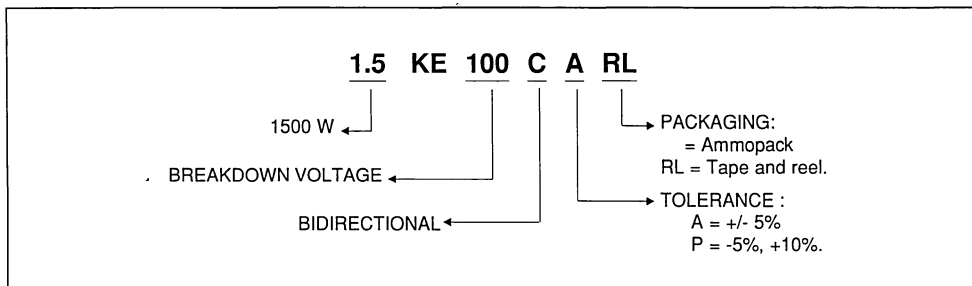 1.5 KE 100 C A RL
1500 W
BREAKDOWN VOLTAGE
BIDIRECTIONAL
PACKAGING:
= Ammopack
RL = Tape and reel.
TOLERANCE :
A = +/- 5%
P = -5%, +10%.